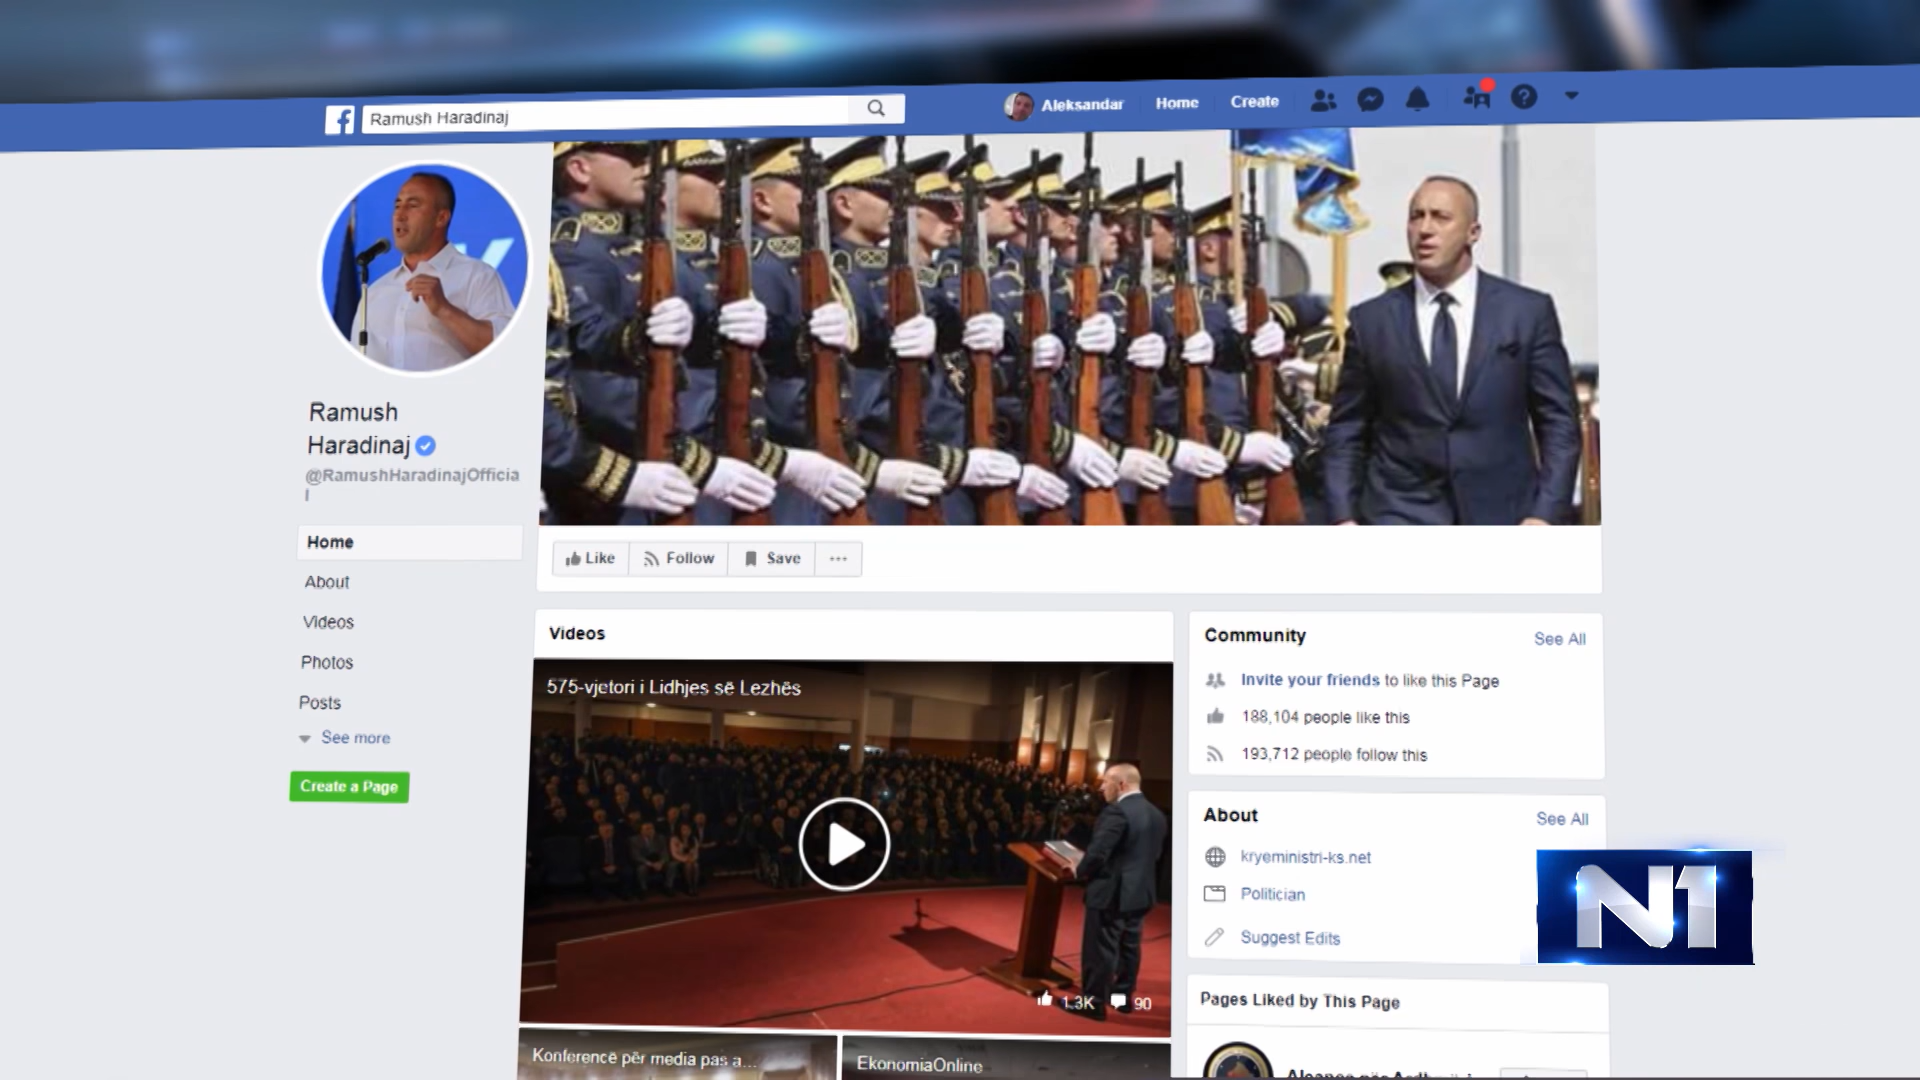 Ramush Haradinaj
Aleksandar
Home
Create
Ramush
Haradinaj
@RamushHaradinajOfficia
l
Home
About
Videos
Photos
Posts
See more
Create a Page
Like
Follow
Save
Videos
575-vjetori i Lidhjes së Lezhës
1.3K
90
Konferencë për media pas a...
EkonomiaOnline
Community
See All
Invite your friends to like this Page
188,104 people like this
193,712 people follow this
About
See All
kryeministri-ks.net
Politician
Suggest Edits
Pages Liked by This Page
N1